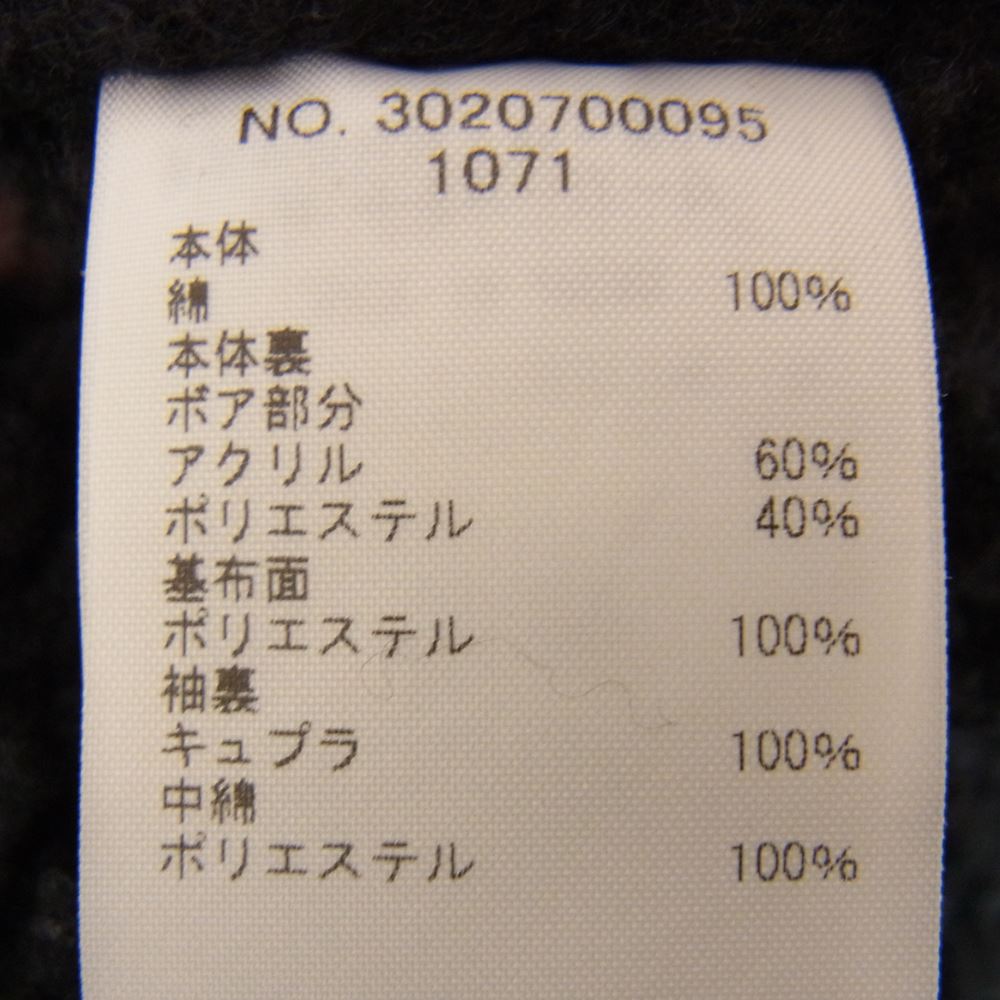 NO. 3020700095
1071
本体
綿 100%
本体裏
ボア部分
アクリル 60%
ポリエステル 40%
基布面
ポリエステル 100%
袖裏
キュプラ 100%
中綿
ポリエステル 100%